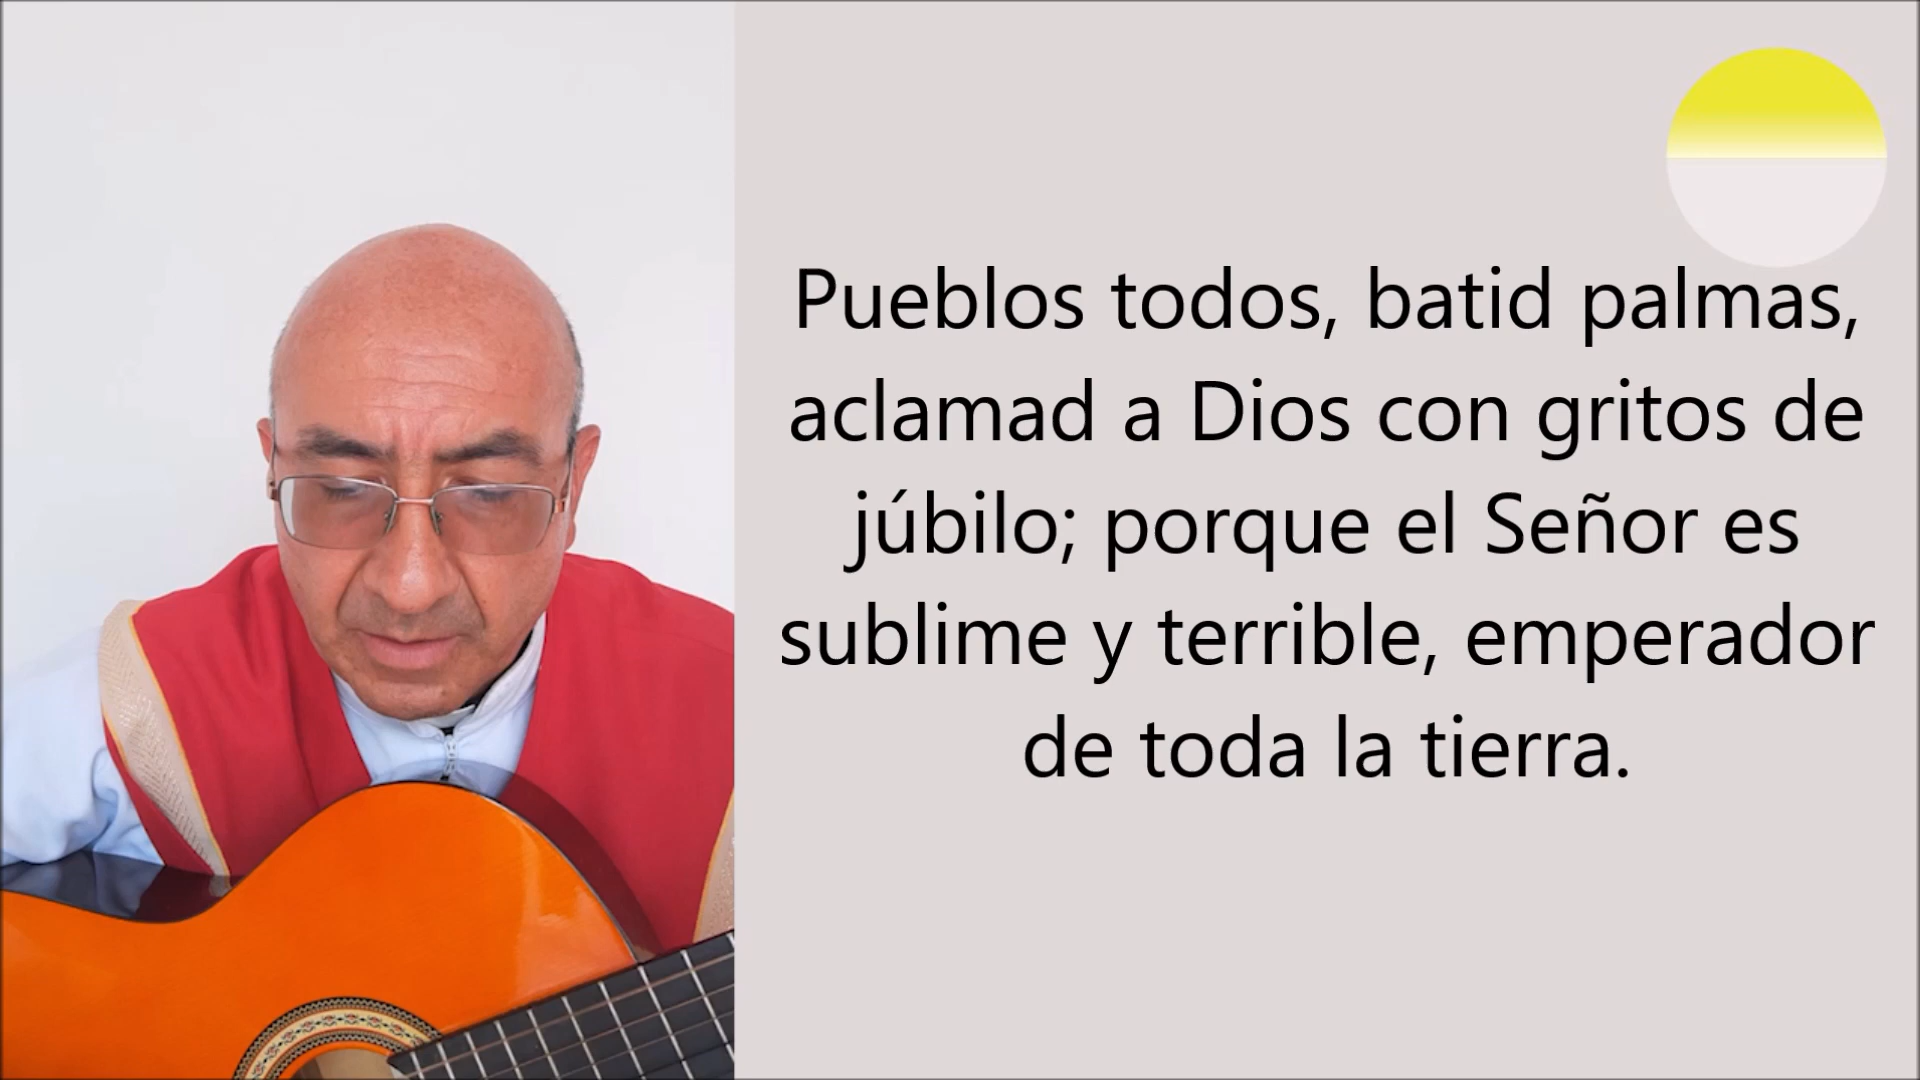 Pueblos todos, batid palmas,
aclamad a Dios con gritos de
júbilo; porque el Señor es
sublime y terrible, emperador
de toda la tierra.